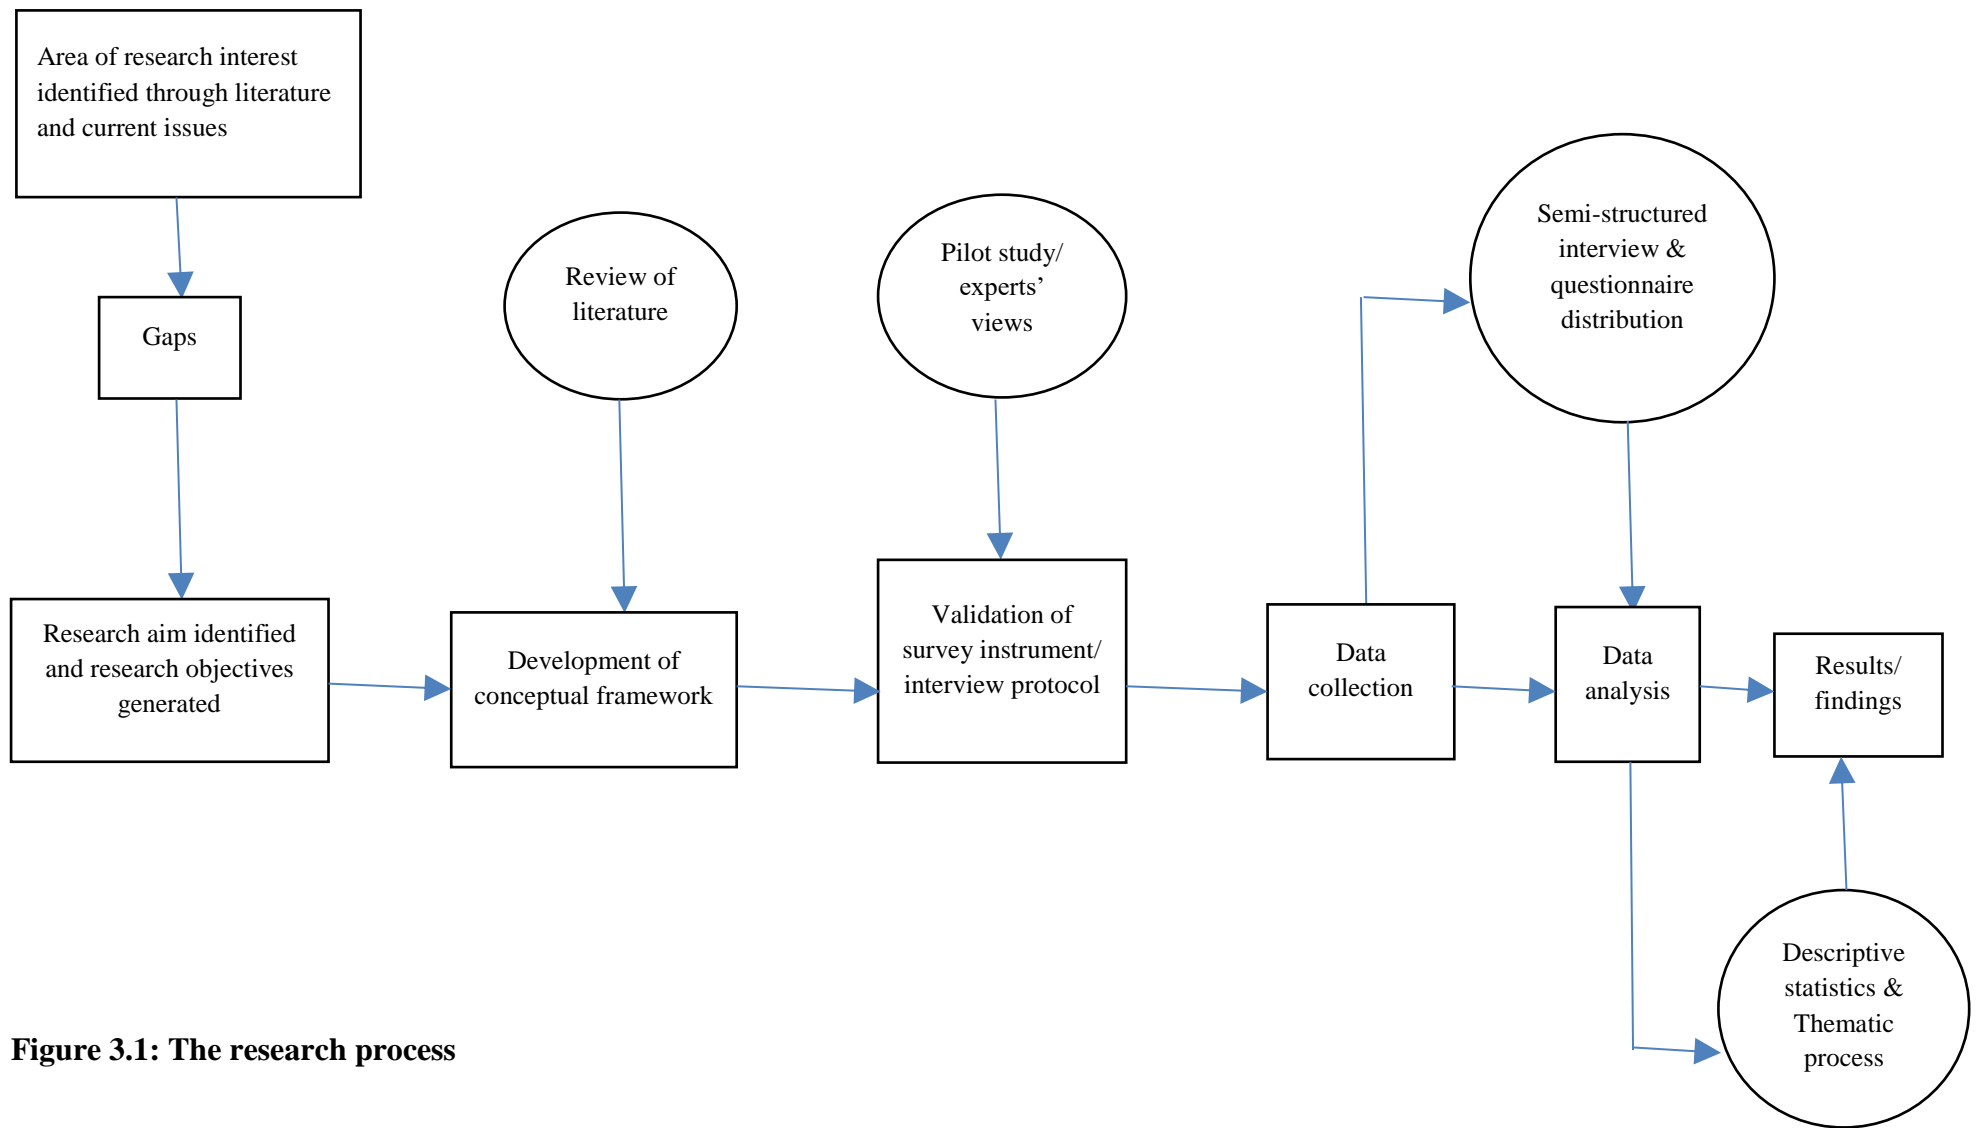 Area of research interest
identified through literature
and current issues
Gaps
Research aim identified
and research objectives
generated
Review of
literature
Development of
conceptual framework
Pilot study/
experts’
views
Validation of
survey instrument/
interview protocol
Data
collection
Semi-structured
interview &
questionnaire
distribution
Data
analysis
Results/
findings
Descriptive
statistics &
Thematic
process
Figure 3.1: The research process